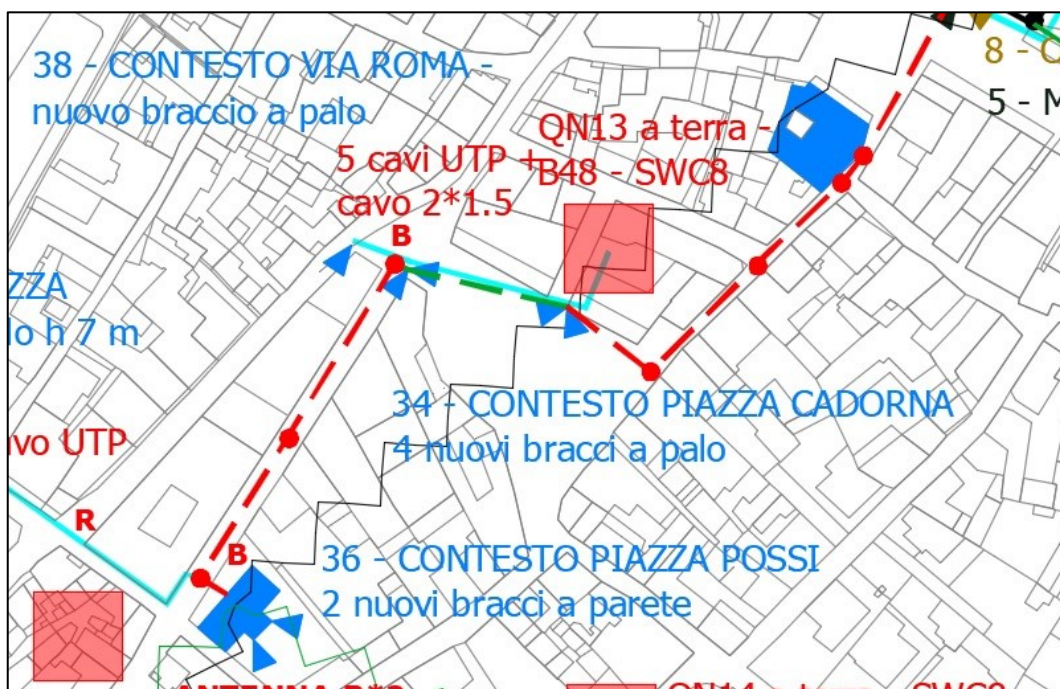 38 - CONTESTO VIA ROMA -
nuovo braccio a palo
8 -
5 - M
QN13 a terra -
B48 - SWC8
5 cavi UTP +
cavo 2*1.5
B
ZZA
lo h 7 m
34 - CONTESTO PIAZZA CADORNA
4 nuovi bracci a palo
vo UTP
R
B
36 - CONTESTO PIAZZA POSSI
2 nuovi bracci a parete